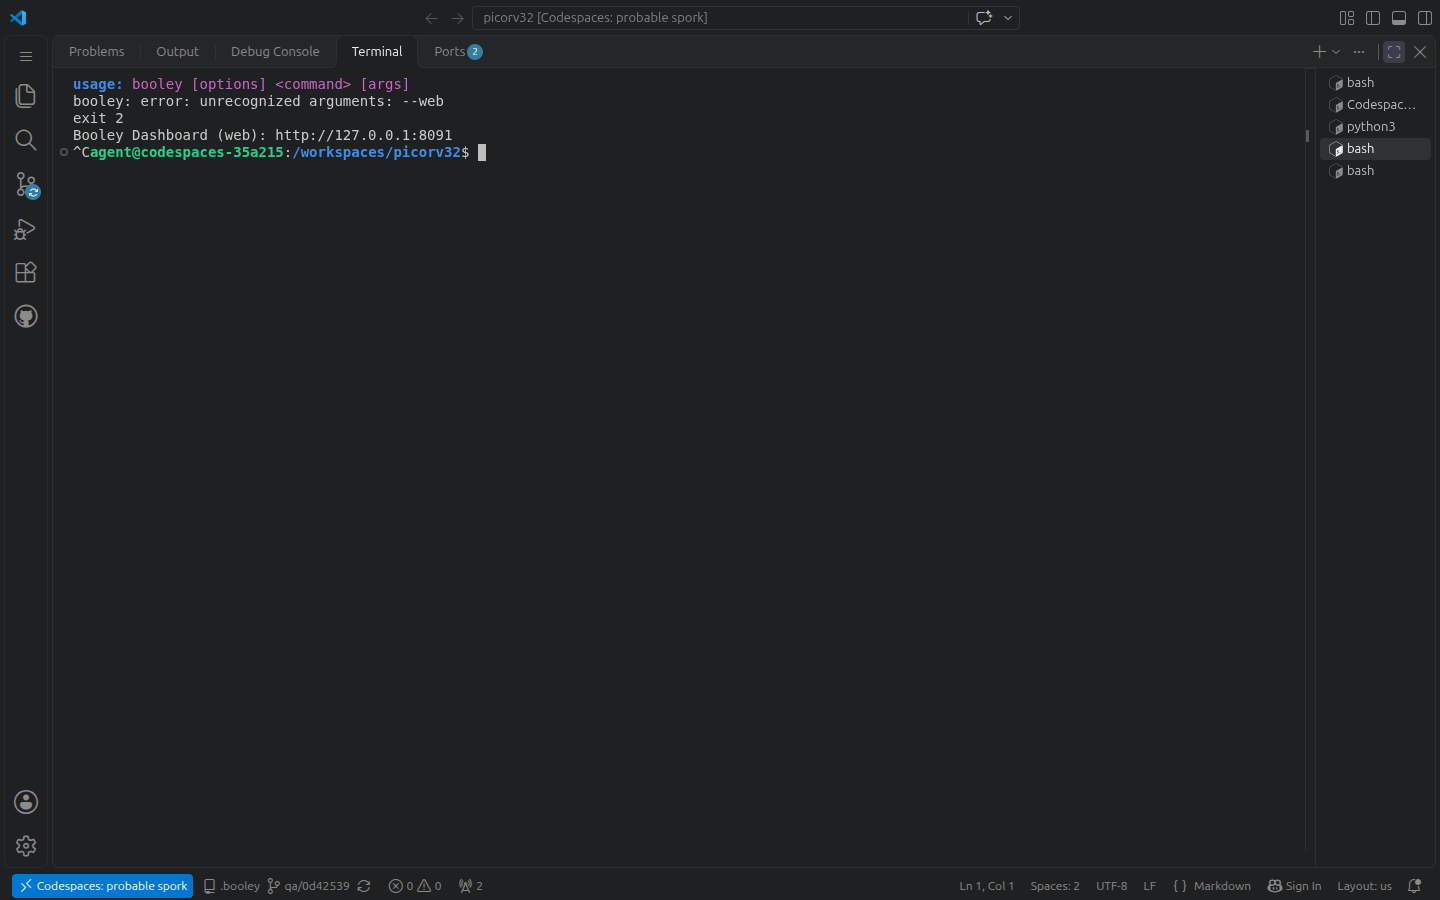 picorv32 [Codespaces: probable spork]
Problems
Output
Debug Console
Terminal
Ports 2
usage: booley [options] <command> [args]
booley: error: unrecognized arguments: --web
exit 2
Booley Dashboard (web): http://127.0.0.1:8091
^Cagent@codespaces-35a215:/workspaces/picorv32$
bash
Codespac...
python3
bash
bash
Codespaces: probable spork
.booley
qa/0d42539
0
0
2
Ln 1, Col 1
Spaces: 2
UTF-8
LF
{ } Markdown
Sign In
Layout: us